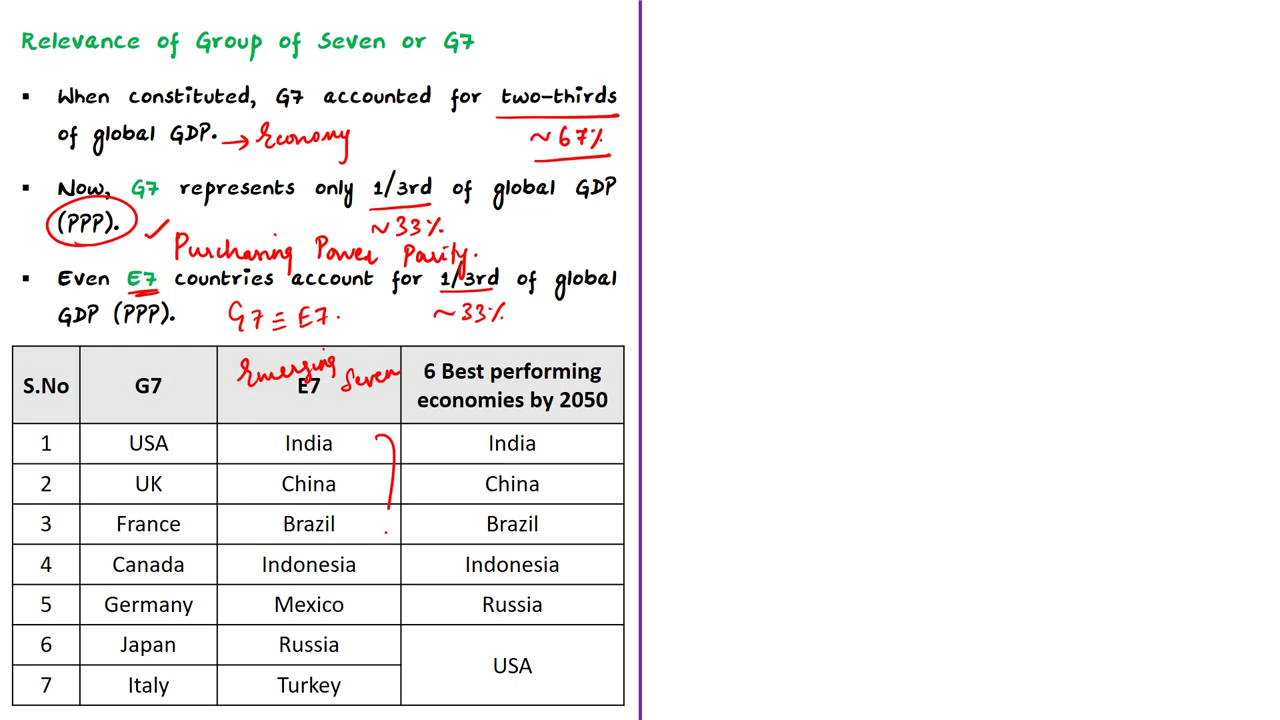 Relevance of Group of Seven or G7
▪ When constituted, G7 accounted for two-thirds
of global GDP. → Economy ~67%
▪ Now, G7 represents only 1/3rd of global GDP
(PPP). ✓ ~33%
Purchasing Power Parity.
▪ Even E7 countries account for 1/3rd of global
GDP (PPP). G7 ≡ E7. ~33%
Emerging Seven
S.No G7 E7 6 Best performing
economies by 2050
1 USA India India
2 UK China China
3 France Brazil Brazil
4 Canada Indonesia Indonesia
5 Germany Mexico Russia
6 Japan Russia USA
7 Italy Turkey